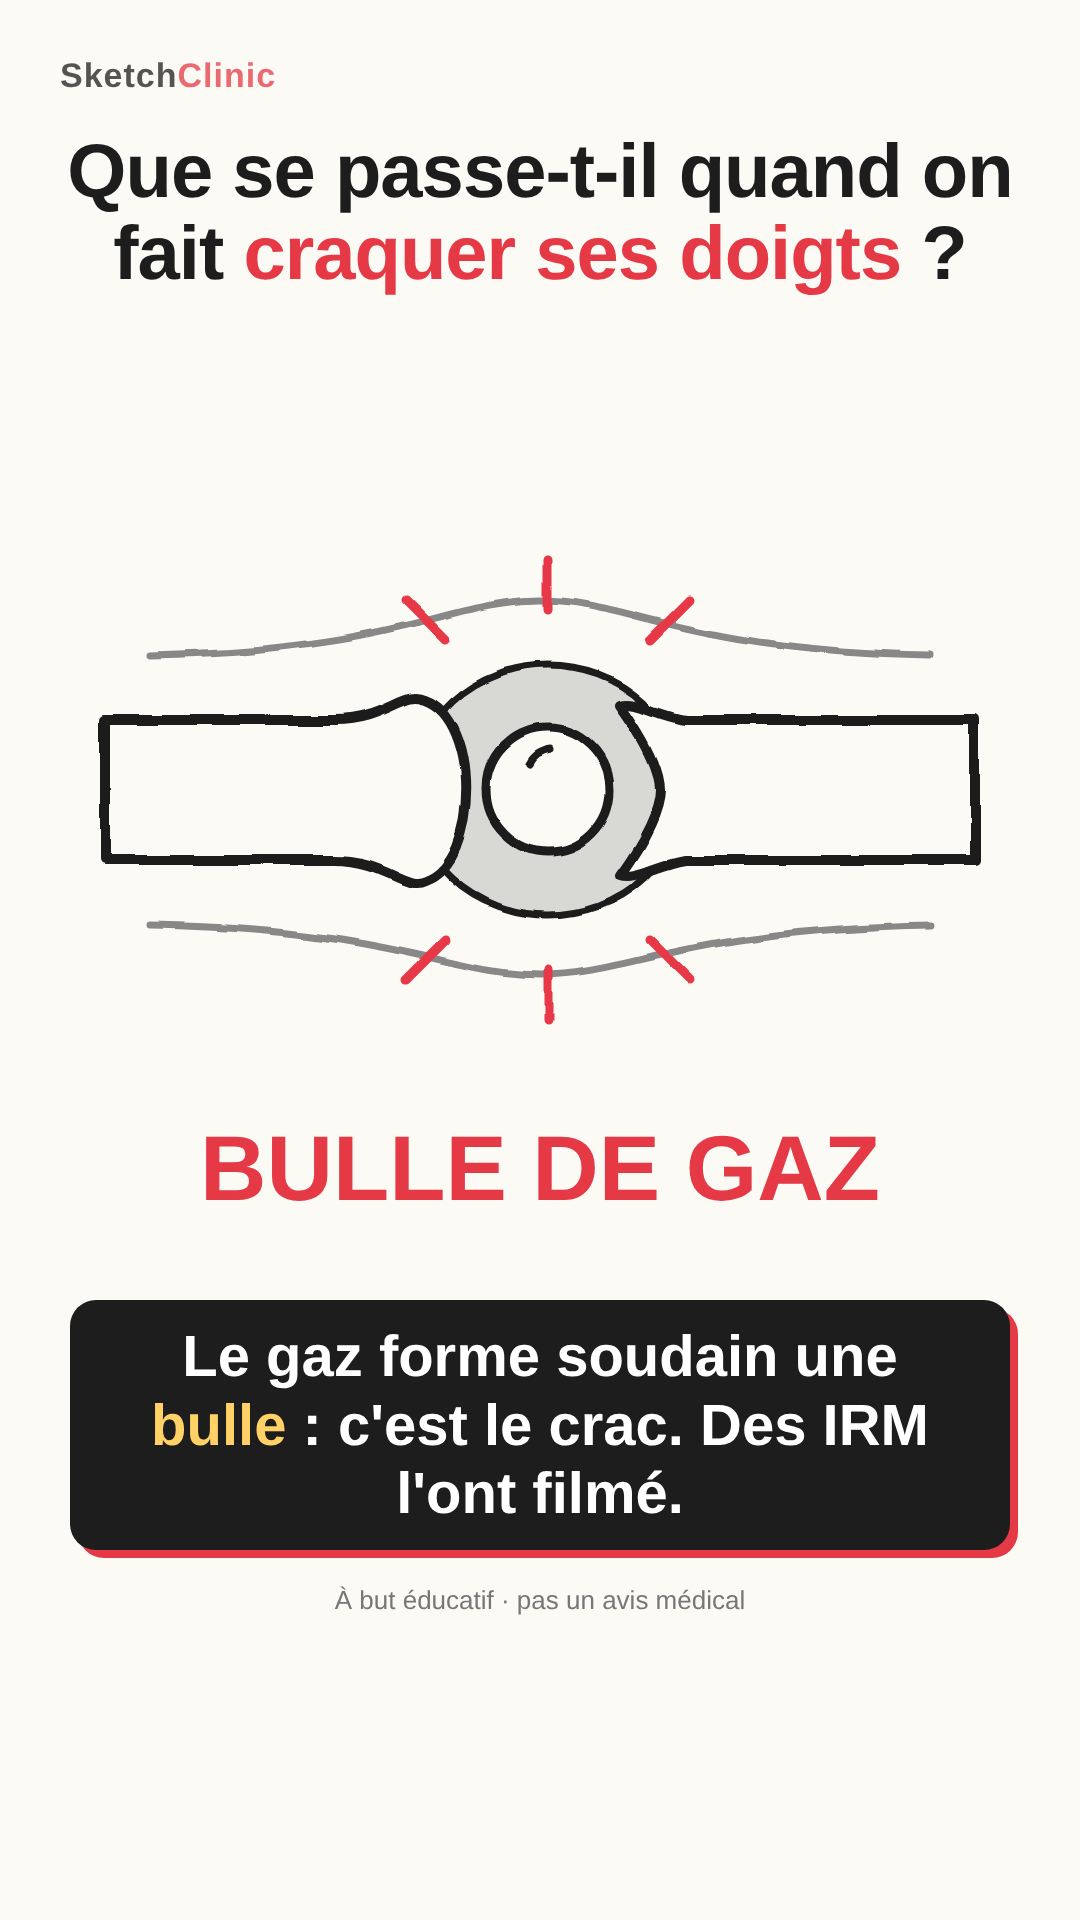 SketchClinic
Que se passe-t-il quand on
fait craquer ses doigts ?
BULLE DE GAZ
Le gaz forme soudain une
bulle : c'est le crac. Des IRM
l'ont filmé.
À but éducatif · pas un avis médical